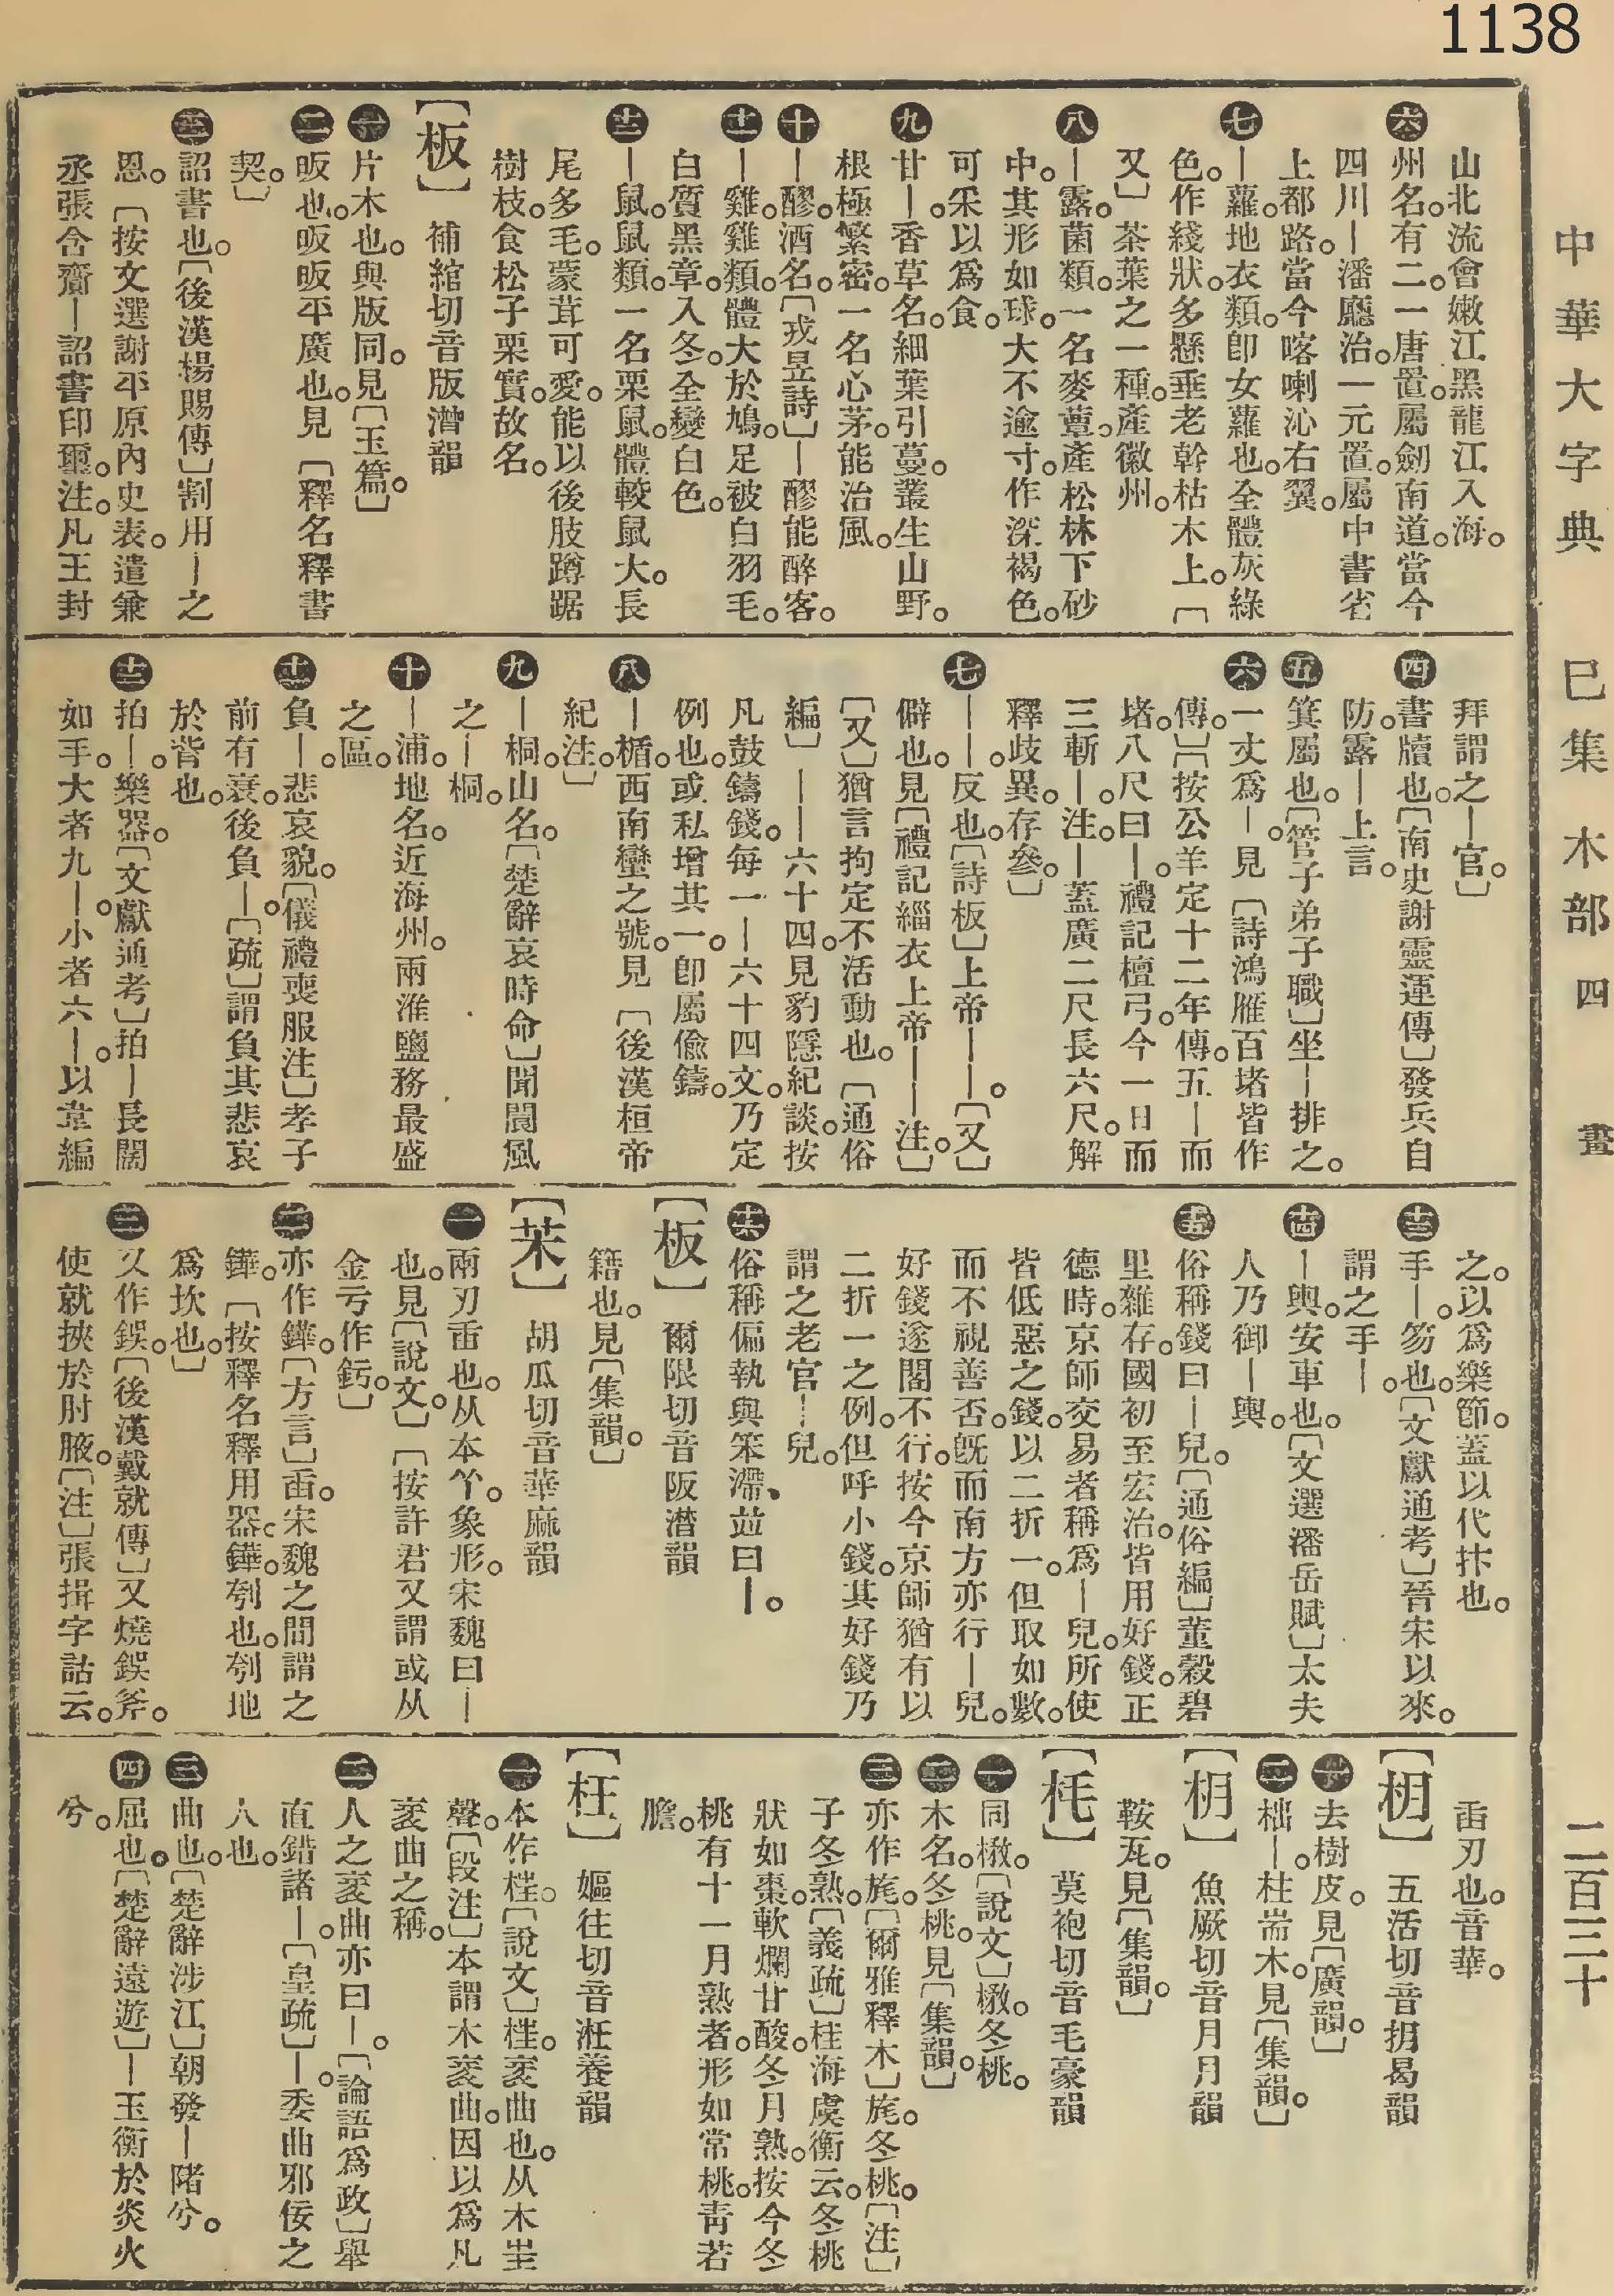 1138
中華大字典 巳集 木部 四畫 二百三十
山北流會嫩江黑龍江入海。
㊅州名。有二。一唐置。屬劍南道。當今
四川—潘廳治。一元置。屬中書省
上都路。當今喀喇沁右翼。
㊆—蘿。地衣類。卽女蘿也。全體灰綠
色。作綫狀。多懸垂老幹枯木上。〔
又〕茶葉之一種。產徽州。
㊇—露。菌類。一名麥蕈。產松林下砂
中。其形如球。大不逾寸。作深褐色。
可采以爲食。
㊈甘—。香草名。細葉引蔓。叢生山野。
根極繁密。一名心茅。能治風。
㊉—醪。酒名。〔戎昱詩〕—醪能醉客。
⓫—雞。雞類。體大於鳩。足被白羽毛。
白質黑章。入冬。全變白色。
⓬—鼠。鼠類。一名栗鼠。體較鼠大。長
尾多毛。蒙茸可愛。能以後肢蹲踞
樹枝。食松子栗實。故名。
〔板〕補綰切音版潸韻
㊀片木也。與版同。見〔玉篇。〕
㊁昄也。昄昄平廣也。見〔釋名釋書
契。〕
㊂詔書也。〔後漢楊賜傳〕割用—之
恩。〔按文選謝平原內史表。遣兼
丞張含齎—詔書印璽。注。凡王封
拜謂之—官。〕
㊃書牘也。〔南史謝靈運傳〕發兵自
防。露—上言。
㊄箕屬也。〔管子弟子職〕坐—排之。
㊅一丈爲—。見〔詩鴻雁百堵皆作
傳。〕〔按公羊定十二年傳。五—而
堵。八尺曰—。禮記檀弓。今一日而
三斬—。注。—蓋廣二尺長六尺。解
釋歧異。存參。〕
㊆——。反也。〔詩板〕上帝——。〔又〕
僻也。見〔禮記緇衣上帝——注。〕
〔又〕猶言拘定不活動也。〔通俗
編〕——六十四。見豹隱紀談。按
凡鼓鑄錢。每一—六十四文。乃定
例也。或私增其一。卽屬偸鑄。
㊇—楯。西南蠻之號。見〔後漢桓帝
紀注。〕
㊈—桐。山名。〔楚辭哀時命〕聞閬風
之—桐。
㊉—浦。地名。近海州。兩淮鹽務最盛
之區。
⓫負—。悲哀貌。〔儀禮喪服注〕孝子
前有衰。後負—。〔疏〕謂負其悲哀
於背也。
⓬拍—。樂器。〔文獻通考〕拍—長闊
如手。大者九—。小者六—。以韋編
之。以爲樂節。蓋以代抃也。
⓭手—。笏也。〔文獻通考〕晉宋以來。
謂之手—。
⓮—輿。安車也。〔文選潘岳賦〕太夫
人乃御—輿。
⓯俗稱錢曰—兒。〔通俗編〕董穀碧
里雜存。國初至宏治。皆用好錢。正
德時。京師交易者稱爲—兒。所使
皆低惡之錢。以二折一。但取如數。
而不視善否。旣而南方亦行—兒。
好錢遂閣不行。按今京師猶有以
二折一之例。但呼小錢。其好錢乃
謂之老官—兒。
⓰俗稱偏執與笨滯、竝曰—。
〔板〕爾限切音阪潸韻
籍也。見〔集韻。〕
〔枼〕胡瓜切音華麻韻
㊀兩刃臿也。从本𠆢。象形。宋魏曰—
也。見〔說文。〕〔按許君又謂或从
金亏作釫。〕
㊁亦作鏵。〔方言〕臿。宋魏之間謂之
鏵。〔按釋名釋用器。鏵。刳也。刳地
爲坎也。〕
㊂又作鋘。〔後漢戴就傳〕又燒鋘斧。
使就挾於肘腋。〔注〕張揖字詁云。
臿刃也。音華。
〔枂〕五活切音抈曷韻
㊀去樹皮。見〔廣韻。〕
㊁柮—。柱耑木。見〔集韻。〕
〔枂〕魚厥切音月月韻
鞍瓦。見〔集韻。〕
〔枆〕莫袍切音毛豪韻
㊀同楙。〔說文〕楙。冬桃。
㊁木名。冬桃。見〔集韻。〕
㊂亦作旄。〔爾雅釋木〕旄。冬桃。〔注〕
子冬熟。〔義疏〕桂海虞衡云。冬桃
狀如棗。軟爛甘酸。冬月熟。按今冬
桃有十一月熟者。形如常桃。靑若
膽。
〔枉〕嫗往切音㳹養韻
㊀本作桂。〔說文〕桂。衺曲也。从木㞷
聲。〔段注〕本謂木衺曲。因以爲凡
衺曲之稱。
㊁人之衺曲亦曰—。〔論語爲政〕舉
直錯諸—。〔皇疏〕—。委曲邪佞之
人也。
㊂曲也。〔楚辭涉江〕朝發—陼兮。
㊃屈也。〔楚辭遠遊〕—玉衡於炎火
兮。